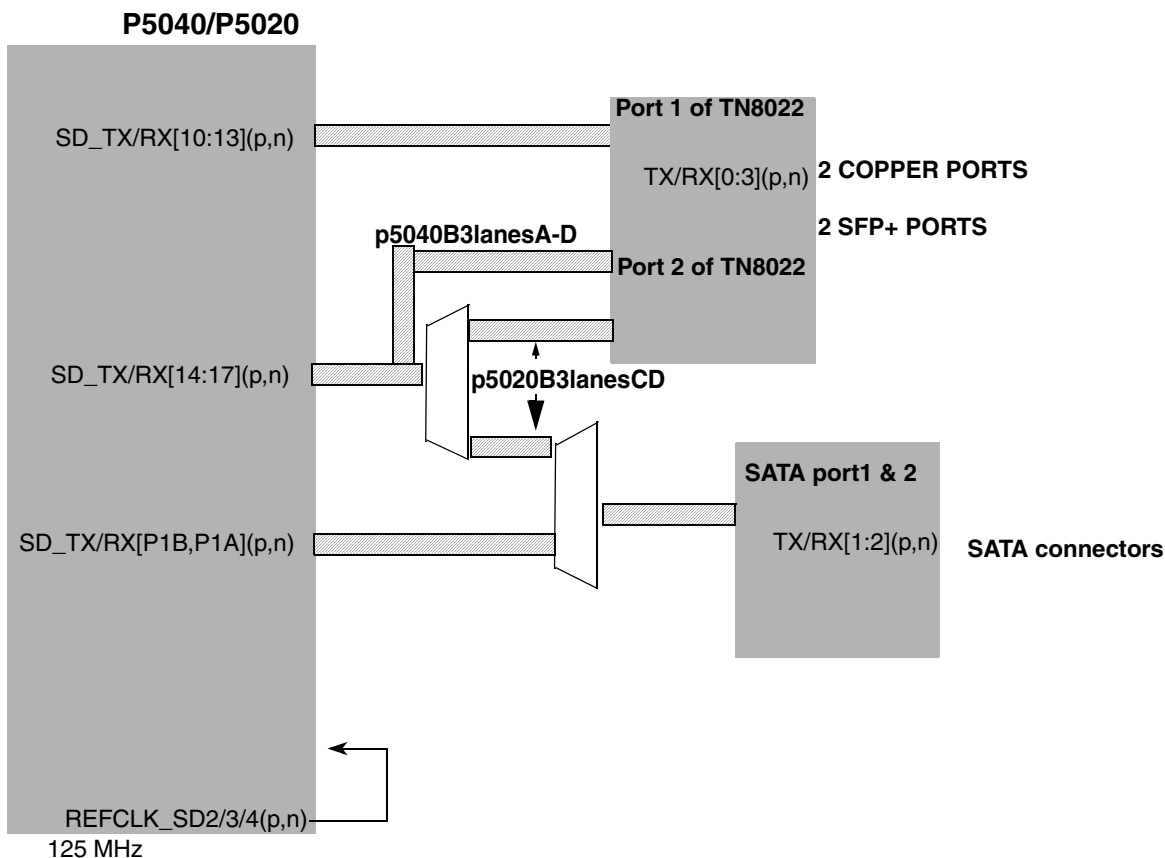 P5040/P5020
SD_TX/RX[10:13](p,n)
Port 1 of TN8022
TX/RX[0:3](p,n)
2 COPPER PORTS
2 SFP+ PORTS
p5040B3lanesA-D
Port 2 of TN8022
SD_TX/RX[14:17](p,n)
p5020B3lanesCD
SATA port1 & 2
SD_TX/RX[P1B,P1A](p,n)
TX/RX[1:2](p,n)
SATA connectors
REFCLK_SD2/3/4(p,n)
125 MHz